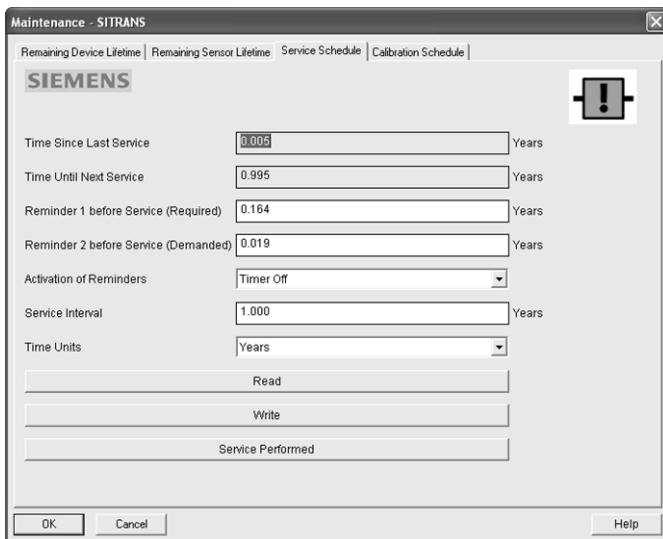 Maintenance - SITRANS
Remaining Device Lifetime Remaining Sensor Lifetime Service Schedule Calibration Schedule
SIEMENS
!
Time Since Last Service 0.005 Years
Time Until Next Service 0.995 Years
Reminder 1 before Service (Required) 0.164 Years
Reminder 2 before Service (Demanded) 0.019 Years
Activation of Reminders Timer Off
Service Interval 1.000 Years
Time Units Years
Read
Write
Service Performed
OK Cancel Help